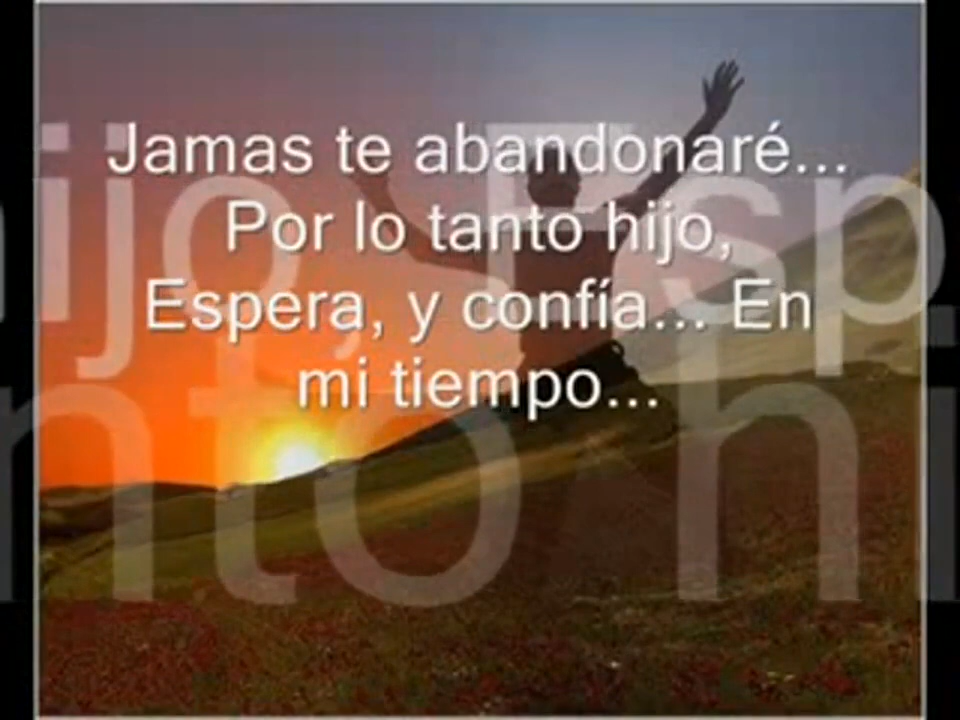 Jamas te abandonaré...
Por lo tanto hijo,
Espera, y confía... En
mi tiempo...